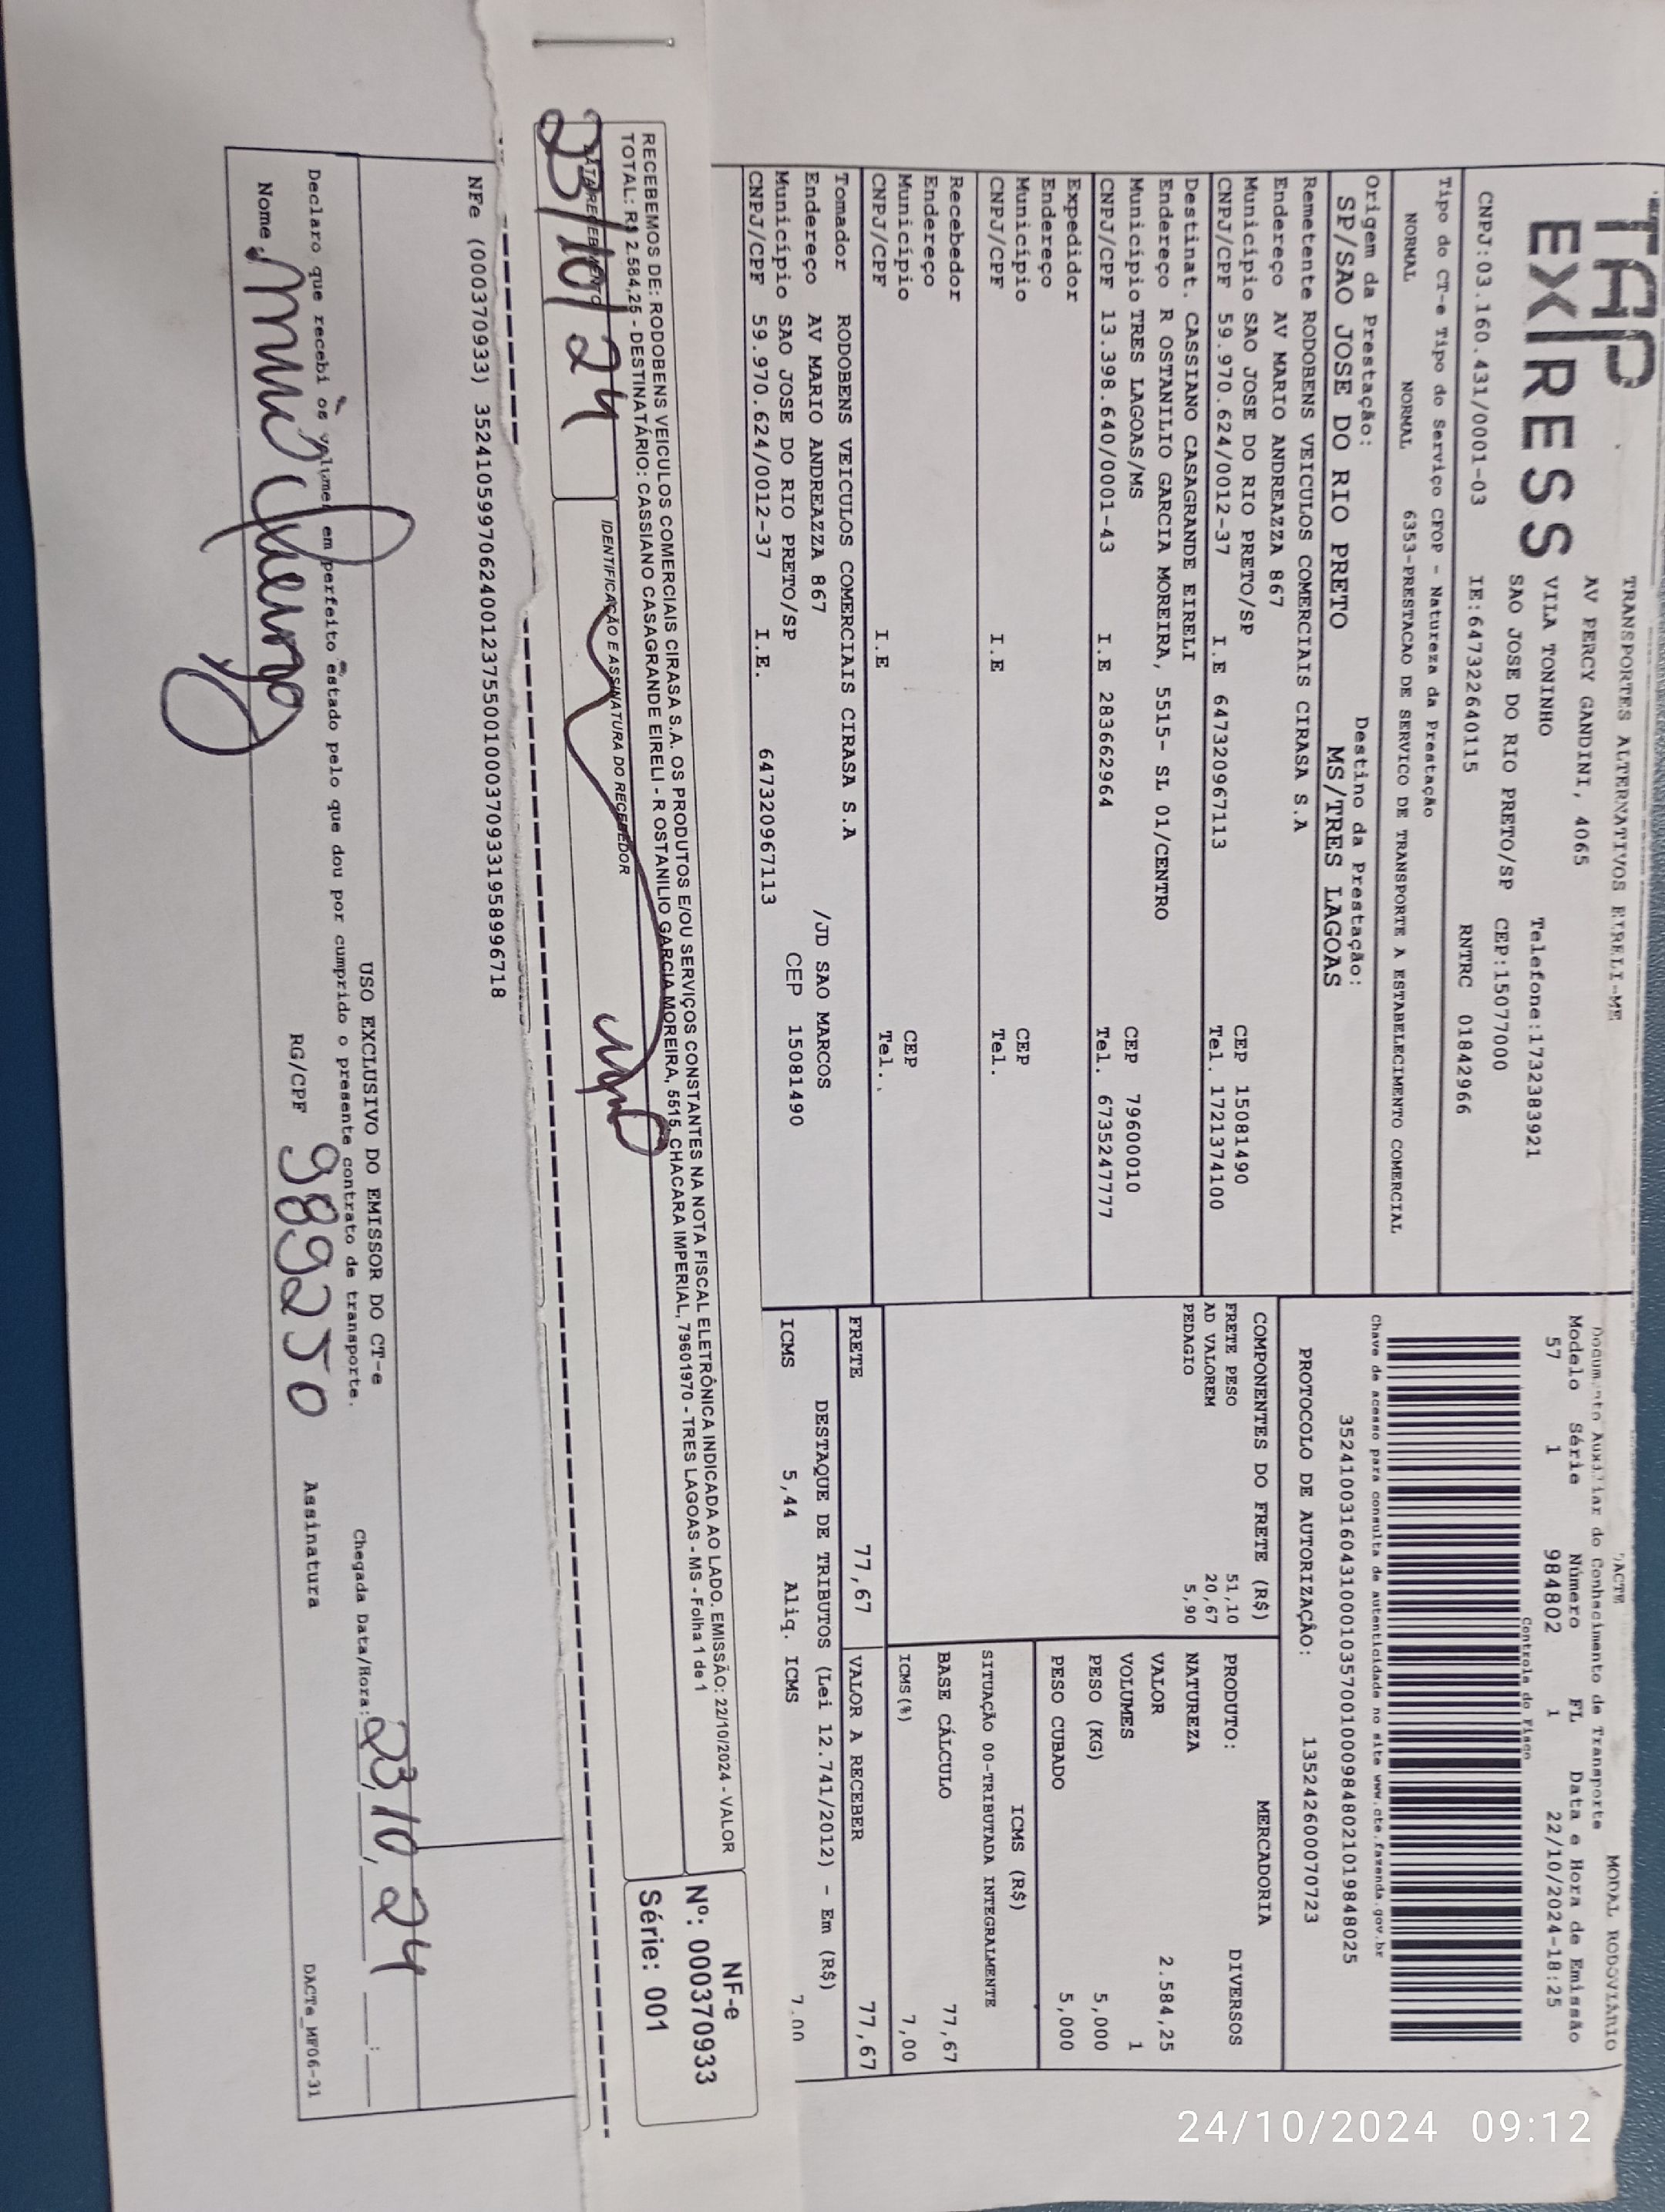 TAP
EXPRESS
TRANSPORTES ALTERNATIVOS EIRELI-ME
AV PERCY GANDINI, 4065
VILA TONINHO
SAO JOSE DO RIO PRETO/SP
Telefone:1732383921
CEP:15077000
CNPJ:03.160.431/0001-03
IE:647322640115
RNTRC 01842966
Tipo do CT-e Tipo do Serviço CFOP - Natureza da Prestação
NORMAL NORMAL 6353-PRESTACAO DE SERVICO DE TRANSPORTE A ESTABELECIMENTO COMERCIAL
Origem da Prestação: Destino da Prestação:
SP/SAO JOSE DO RIO PRETO MS/TRES LAGOAS
Remetente RODOBENS VEICULOS COMERCIAIS CIRASA S.A
Endereço AV MARIO ANDREAZZA 867
Município SAO JOSE DO RIO PRETO/SP CEP 15081490
CNPJ/CPF 59.970.624/0012-37 I.E 647320967113 Tel. 1721374100
Destinat. CASSIANO CASAGRANDE EIRELI
Endereço R OSTANILIO GARCIA MOREIRA, 5515- SL 01/CENTRO
Município TRES LAGOAS/MS CEP 79600010
CNPJ/CPF 13.398.640/0001-43 I.E 283662964 Tel. 6735247777
Expedidor
Endereço
Município CEP
CNPJ/CPF I.E Tel.
Recebedor
Endereço
Município CEP
CNPJ/CPF I.E Tel..
Tomador RODOBENS VEICULOS COMERCIAIS CIRASA S.A
Endereço AV MARIO ANDREAZZA 867 /JD SAO MARCOS
Município SAO JOSE DO RIO PRETO/SP CEP 15081490
CNPJ/CPF 59.970.624/0012-37 I.E. 647320967113
DACTE
MODAL RODOVIÁRIO
Documento Auxiliar do Conhecimento de Transporte
Modelo Série Número FL Data e Hora de Emissão
57 1 984802 1 22/10/2024-18:25
Controle do Fisco
Chave de acesso para consulta de autenticidade no site www.cte.fazenda.gov.br
35241003160431000103570010009848021019848025
PROTOCOLO DE AUTORIZAÇÃO: 135242600070723
COMPONENTES DO FRETE (R$)
FRETE PESO 51,10
AD VALOREM 20,67
PEDAGIO 5,90
MERCADORIA
PRODUTO: DIVERSOS
NATUREZA
VALOR 2.584,25
VOLUMES 1
PESO (KG) 5,000
PESO CUBADO 5,000
ICMS (R$)
SITUAÇÃO 00-TRIBUTADA INTEGRALMENTE
BASE CÁLCULO 77,67
ICMS(%) 7,00
FRETE 77,67 VALOR A RECEBER 77,67
DESTAQUE DE TRIBUTOS (Lei 12.741/2012) - Em (R$)
ICMS 5,44 Aliq. ICMS 7.00
RECEBEMOS DE: RODOBENS VEICULOS COMERCIAIS CIRASA S.A. OS PRODUTOS E/OU SERVIÇOS CONSTANTES NA NOTA FISCAL ELETRÔNICA INDICADA AO LADO. EMISSÃO: 22/10/2024 - VALOR
TOTAL: R$ 2.584,25 - DESTINATÁRIO: CASSIANO CASAGRANDE EIRELI - R OSTANILIO GARCIA MOREIRA, 5515, CHACARA IMPERIAL, 79601970 - TRES LAGOAS - MS - Folha 1 de 1
DATA RECEBIMENTO
23/10/24
IDENTIFICAÇÃO E ASSINATURA DO RECEBEDOR
NF-e
Nº: 000370933
Série: 001
NFe (000370933) 35241059970624001237550010003709331958996718
USO EXCLUSIVO DO EMISSOR DO CT-e
Declaro que recebi os volumes em perfeito estado pelo que dou por cumprido o presente contrato de transporte.
Chegada Data/Hora: 23/10/24 __:__
Nome
RG/CPF 989250
Assinatura
DACTe_MF06-31
24/10/2024 09:12